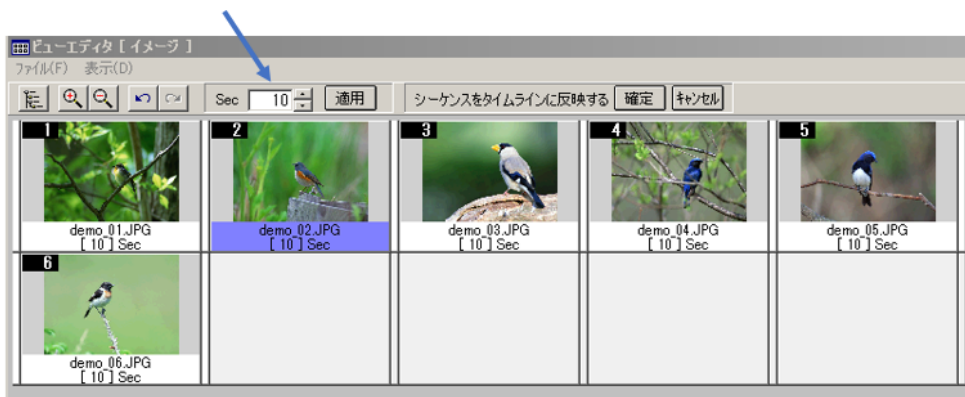 ビューエディタ [ イメージ ]
ファイル(F) 表示(D)
Sec 10 適用 シーケンスをタイムラインに反映する 確定 キャンセル
1 2 3 4 5
demo_01.JPG demo_02.JPG demo_03.JPG demo_04.JPG demo_05.JPG
[ 10 ] Sec [ 10 ] Sec [ 10 ] Sec [ 10 ] Sec [ 10 ] Sec
6
demo_06.JPG
[ 10 ] Sec